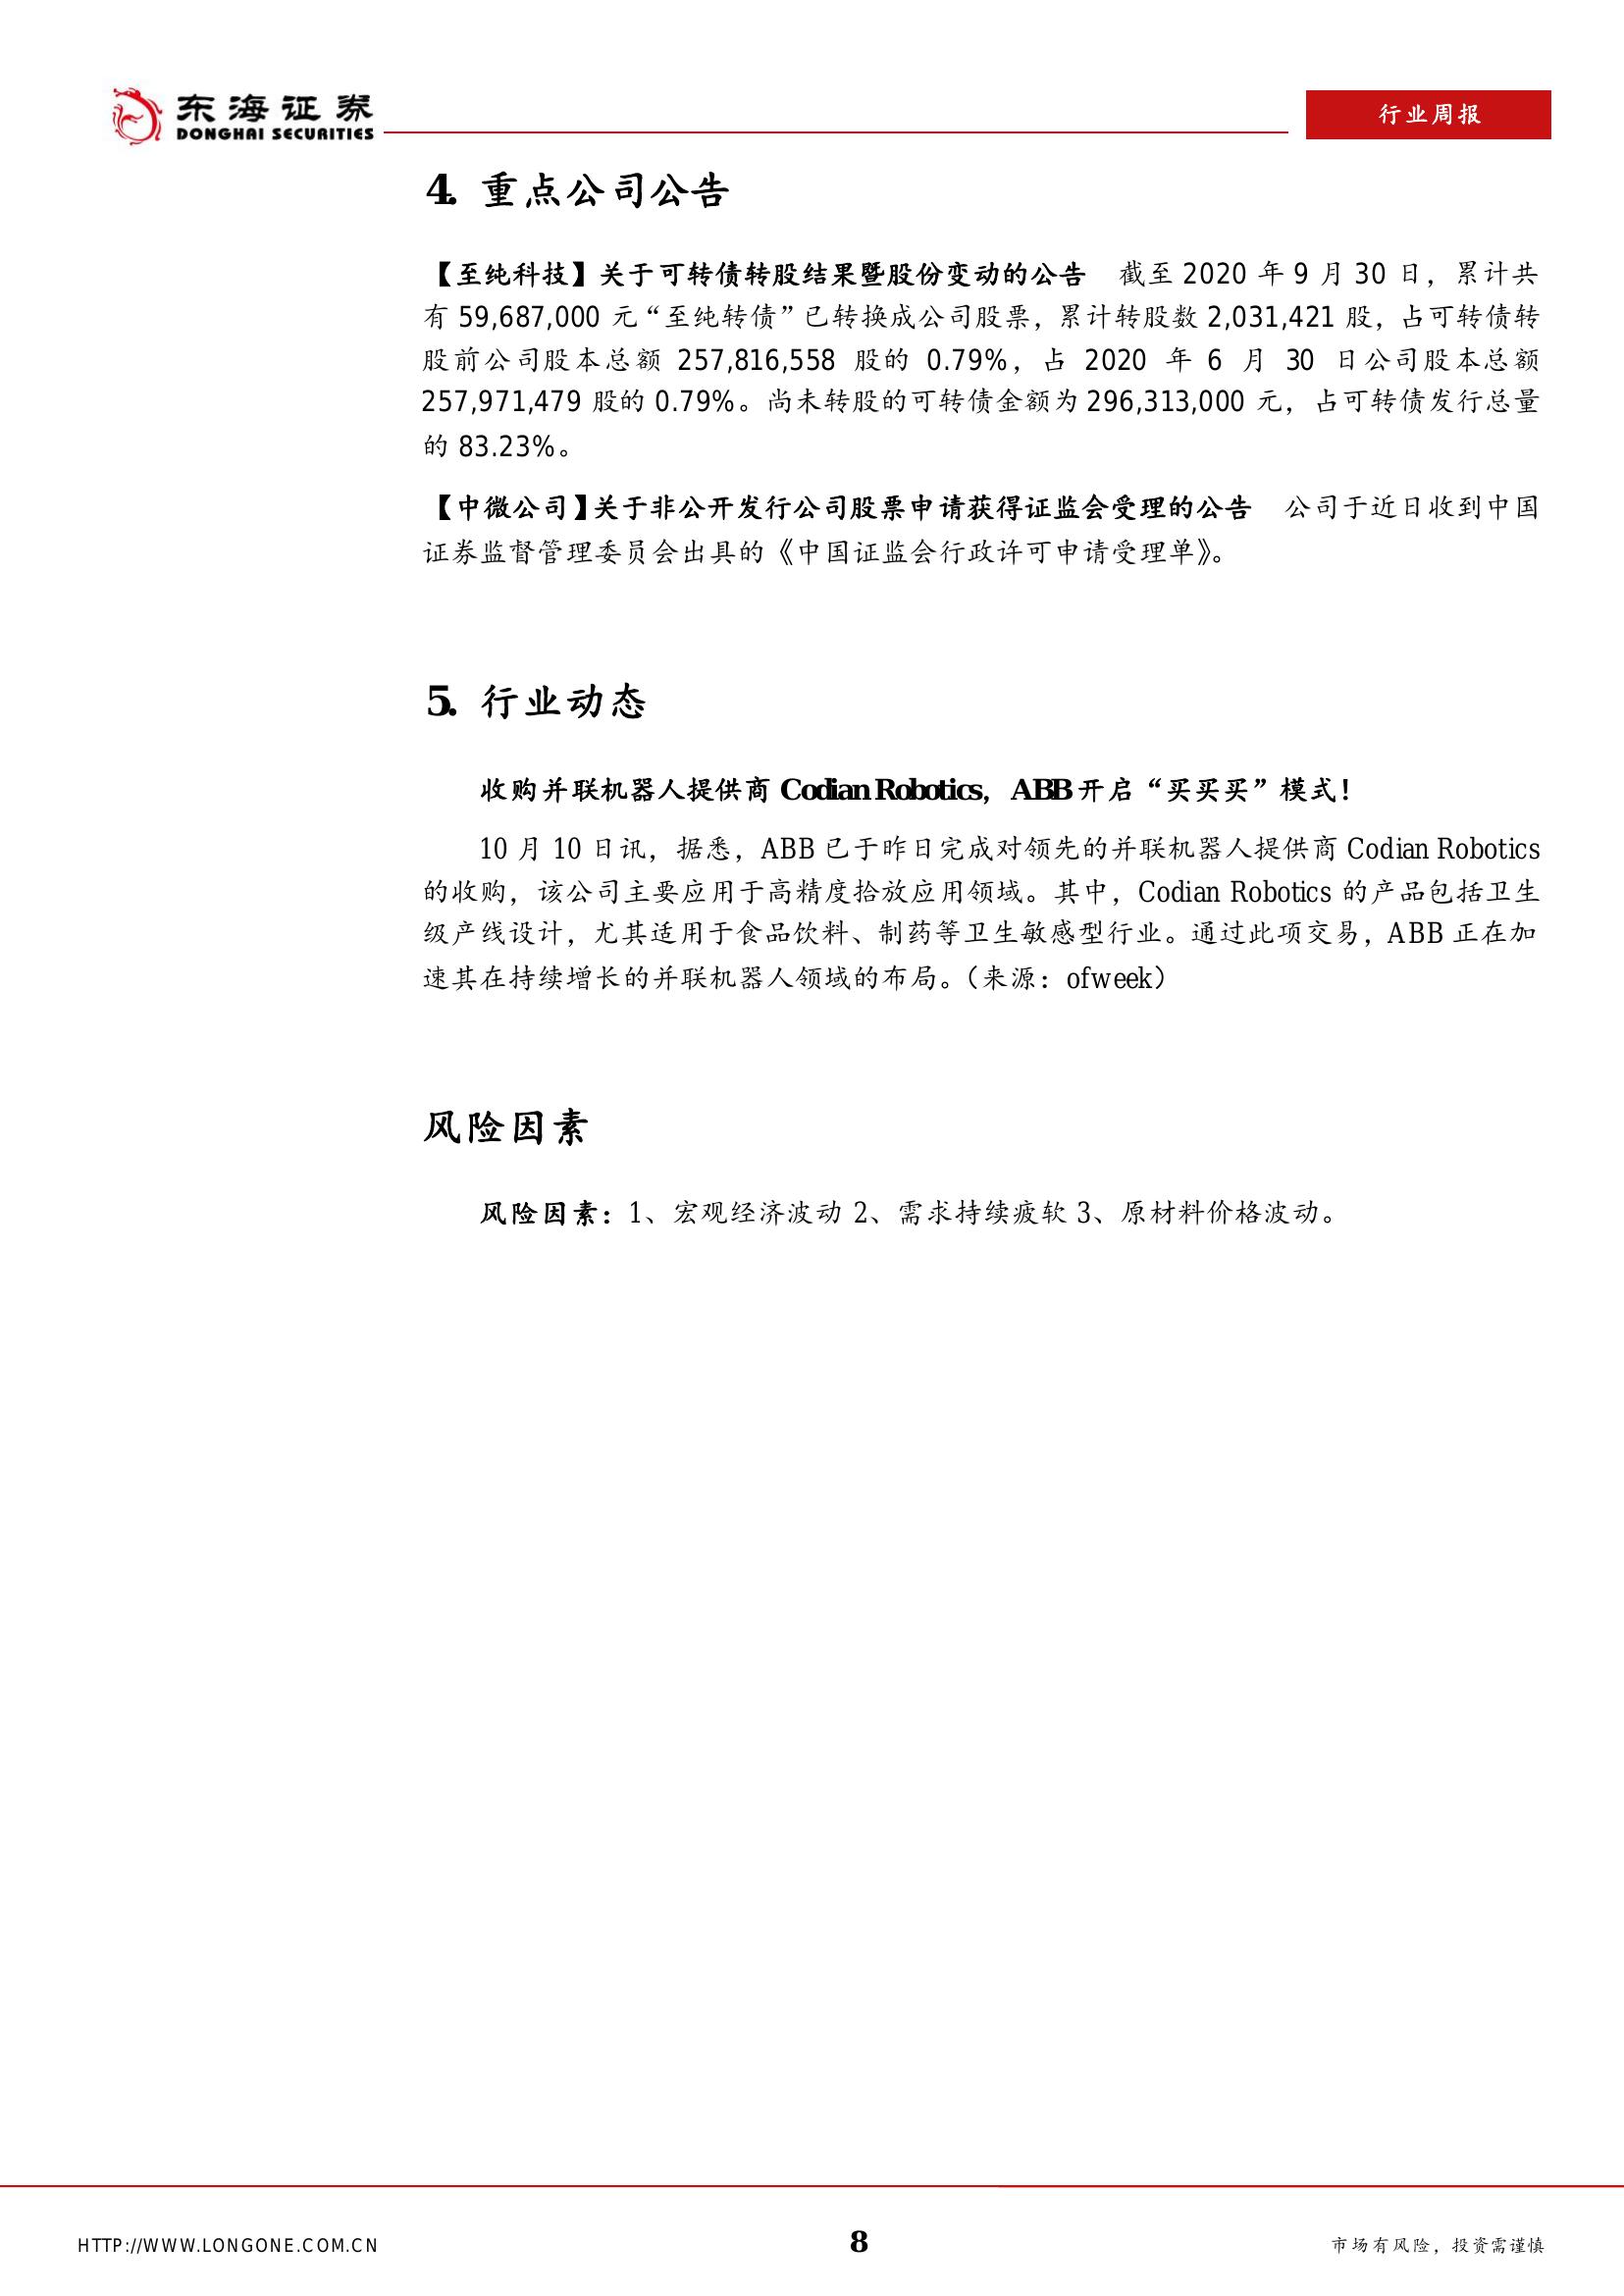 东海证券
DONGHAI SECURITIES
行业周报
4. 重点公司公告
【至纯科技】关于可转债转股结果暨股份变动的公告 截至 2020 年 9 月 30 日，累计共
有 59,687,000 元“至纯转债”已转换成公司股票，累计转股数 2,031,421 股，占可转债转
股前公司股本总额 257,816,558 股的 0.79%，占 2020 年 6 月 30 日公司股本总额
257,971,479 股的 0.79%。尚未转股的可转债金额为 296,313,000 元，占可转债发行总量
的 83.23%。
【中微公司】关于非公开发行公司股票申请获得证监会受理的公告 公司于近日收到中国
证券监督管理委员会出具的《中国证监会行政许可申请受理单》。
5. 行业动态
收购并联机器人提供商 Codian Robotics，ABB 开启“买买买”模式！
10 月 10 日讯，据悉，ABB 已于昨日完成对领先的并联机器人提供商 Codian Robotics
的收购，该公司主要应用于高精度拾放应用领域。其中，Codian Robotics 的产品包括卫生
级产线设计，尤其适用于食品饮料、制药等卫生敏感型行业。通过此项交易，ABB 正在加
速其在持续增长的并联机器人领域的布局。（来源：ofweek）
风险因素
风险因素：1、宏观经济波动 2、需求持续疲软 3、原材料价格波动。
HTTP://WWW.LONGONE.COM.CN
8
市场有风险，投资需谨慎